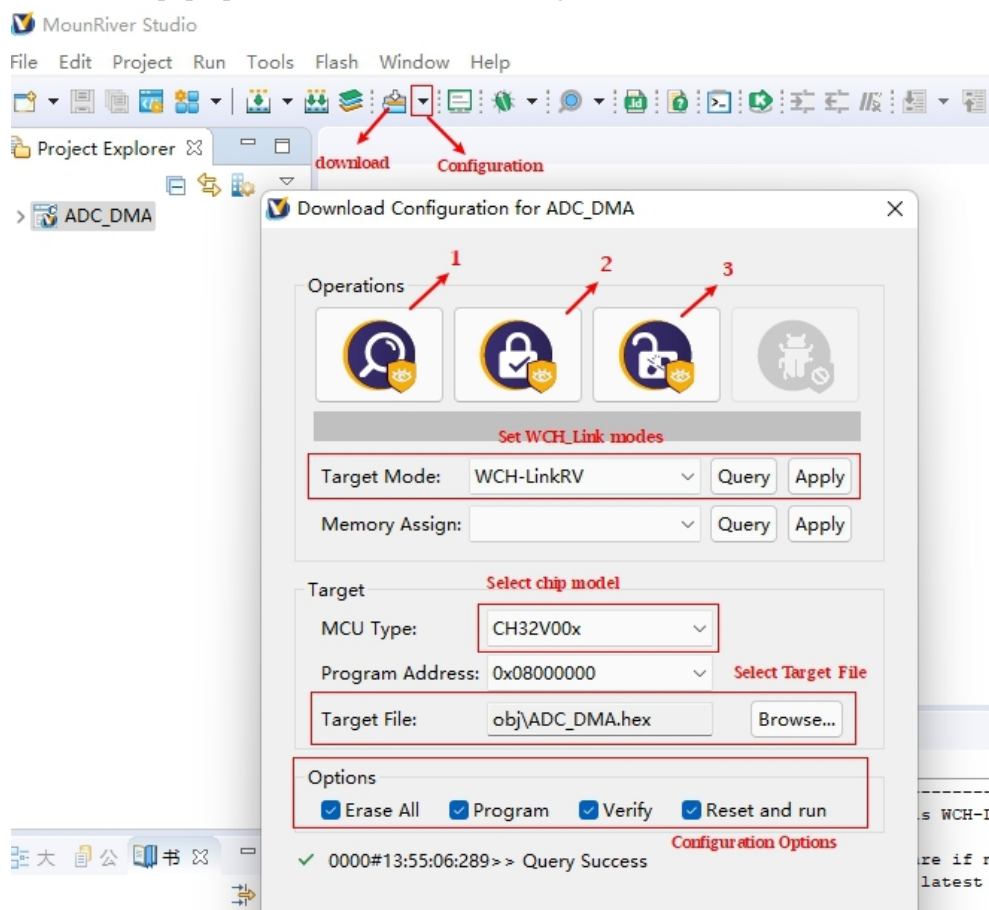 MounRiver Studio
File Edit Project Run Tools Flash Window Help
Project Explorer
download
Configuration
ADC_DMA
Download Configuration for ADC_DMA
1
2
3
Operations
Set WCH_Link modes
Target Mode: WCH-LinkRV Query Apply
Memory Assign: Query Apply
Target
Select chip model
MCU Type: CH32V00x
Program Address: 0x08000000
Select Target File
Target File: obj\ADC_DMA.hex Browse...
Options
Erase All Program Verify Reset and run
Configuration Options
大 公 书
0000#13:55:06:289>> Query Success
latest